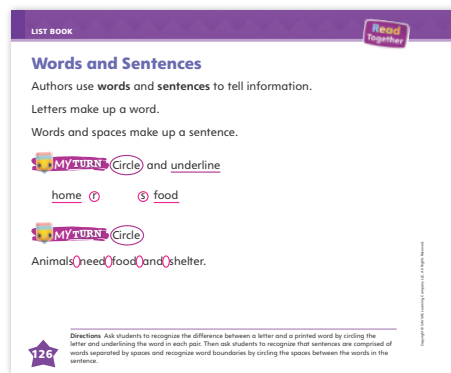 LIST BOOK
Read
Together
Words and Sentences
Authors use words and sentences to tell information.
Letters make up a word.
Words and spaces make up a sentence.
MY TURN Circle and underline
home r s food
MY TURN Circle
Animals need food and shelter.
Directions Ask students to recognize the difference between a letter and a printed word by circling the
letter and underlining the word in each pair. Then ask students to recognize that sentences are comprised of
words separated by spaces and recognize word boundaries by circling the spaces between the words in the
sentence.
126